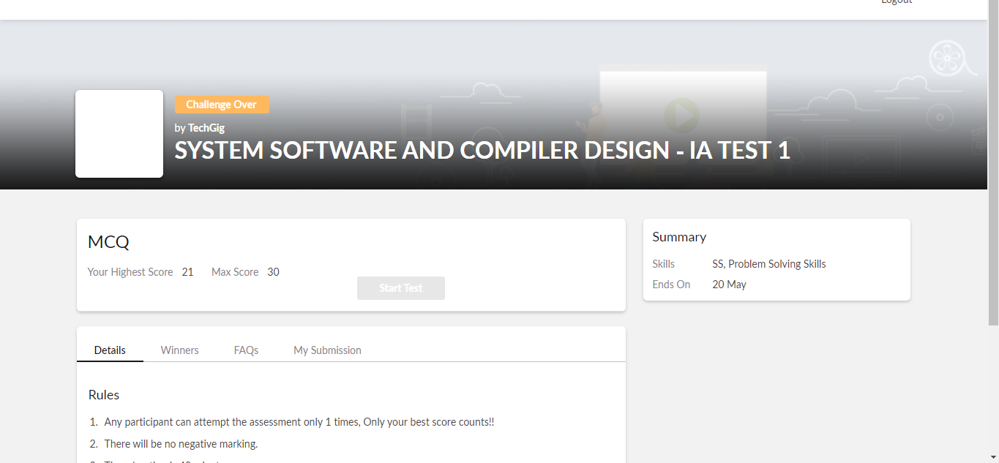 Logout
Challenge Over
by TechGig
SYSTEM SOFTWARE AND COMPILER DESIGN - IA TEST 1
MCQ
Your Highest Score 21 Max Score 30
Start Test
Summary
Skills SS, Problem Solving Skills
Ends On 20 May
Details Winners FAQs My Submission
Rules
1. Any participant can attempt the assessment only 1 times, Only your best score counts!!
2. There will be no negative marking.